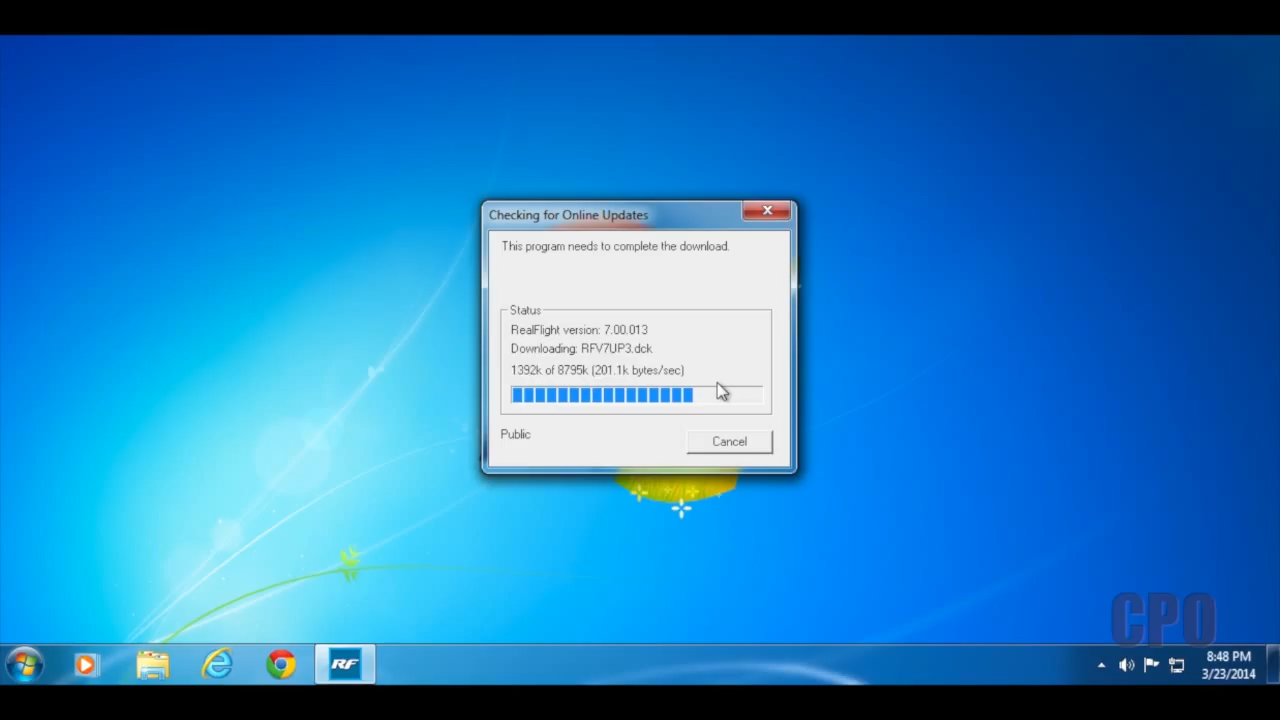 Checking for Online Updates
This program needs to complete the download.
Status
RealFlight version: 7.00.013
Downloading: RFV7UP3.dck
1392k of 8795k (201.1k bytes/sec)
Public
Cancel
CPO
RF
8:48 PM
3/23/2014